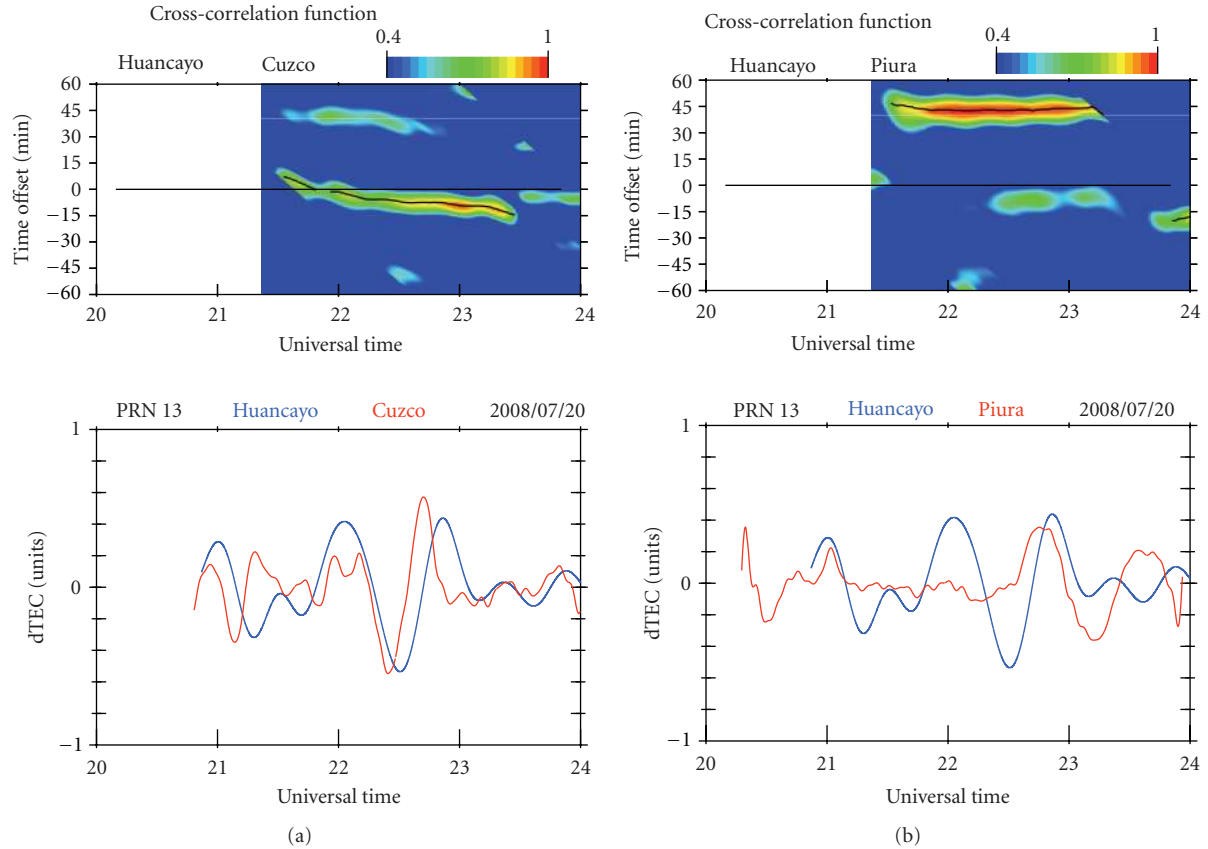 Cross-correlation function
0.4 1
Huancayo Cuzco
60
45
30
15
0
−15
−30
−45
−60
Time offset (min)
20 21 22 23 24
Universal time
PRN 13 Huancayo Cuzco 2008/07/20
1
0
−1
dTEC (units)
20 21 22 23 24
Universal time
(a)
Cross-correlation function
0.4 1
Huancayo Piura
60
45
30
15
0
−15
−30
−45
−60
Time offset (min)
20 21 22 23 24
Universal time
PRN 13 Huancayo Piura 2008/07/20
1
0
−1
dTEC (units)
20 21 22 23 24
Universal time
(b)